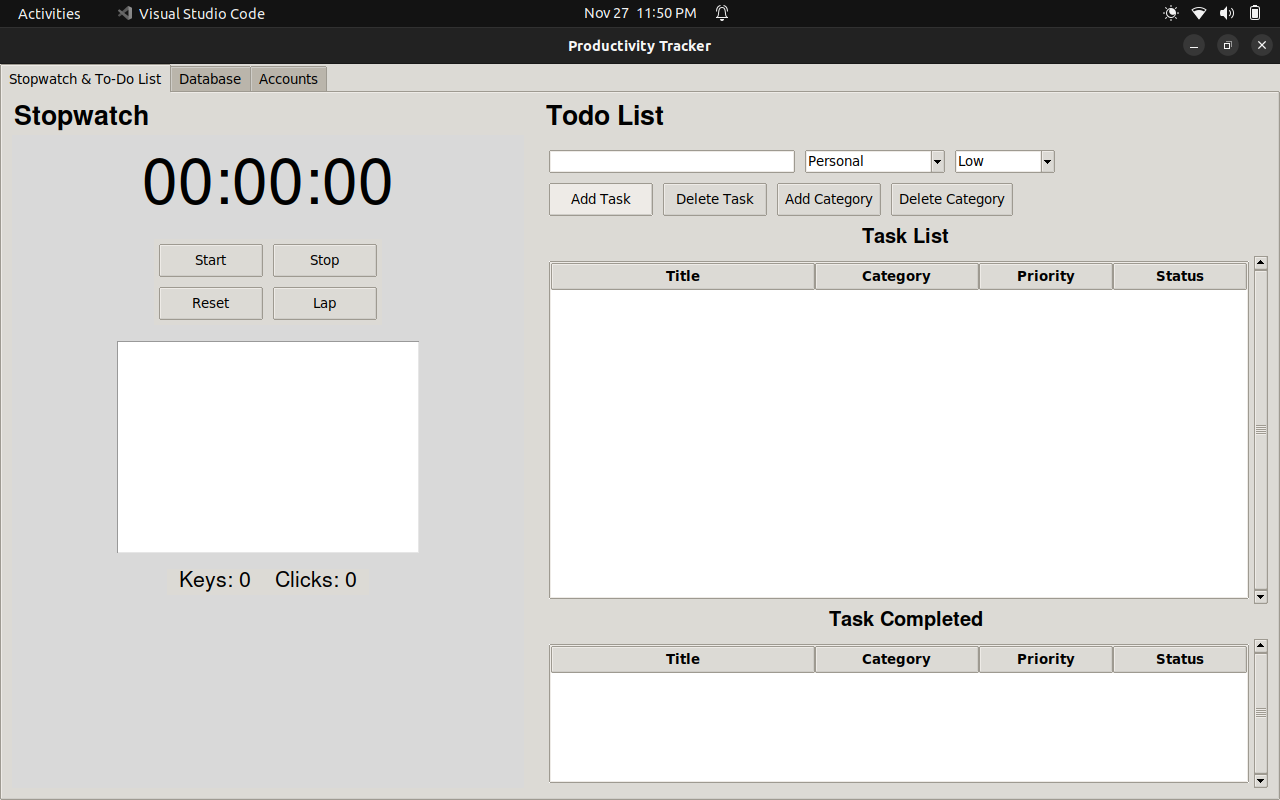 Activities Visual Studio Code Nov 27 11:50 PM
Productivity Tracker
Stopwatch & To-Do List Database Accounts
Stopwatch
00:00:00
Start Stop
Reset Lap
Keys: 0 Clicks: 0
Todo List
Personal Low
Add Task Delete Task Add Category Delete Category
Task List
Title Category Priority Status
Task Completed
Title Category Priority Status